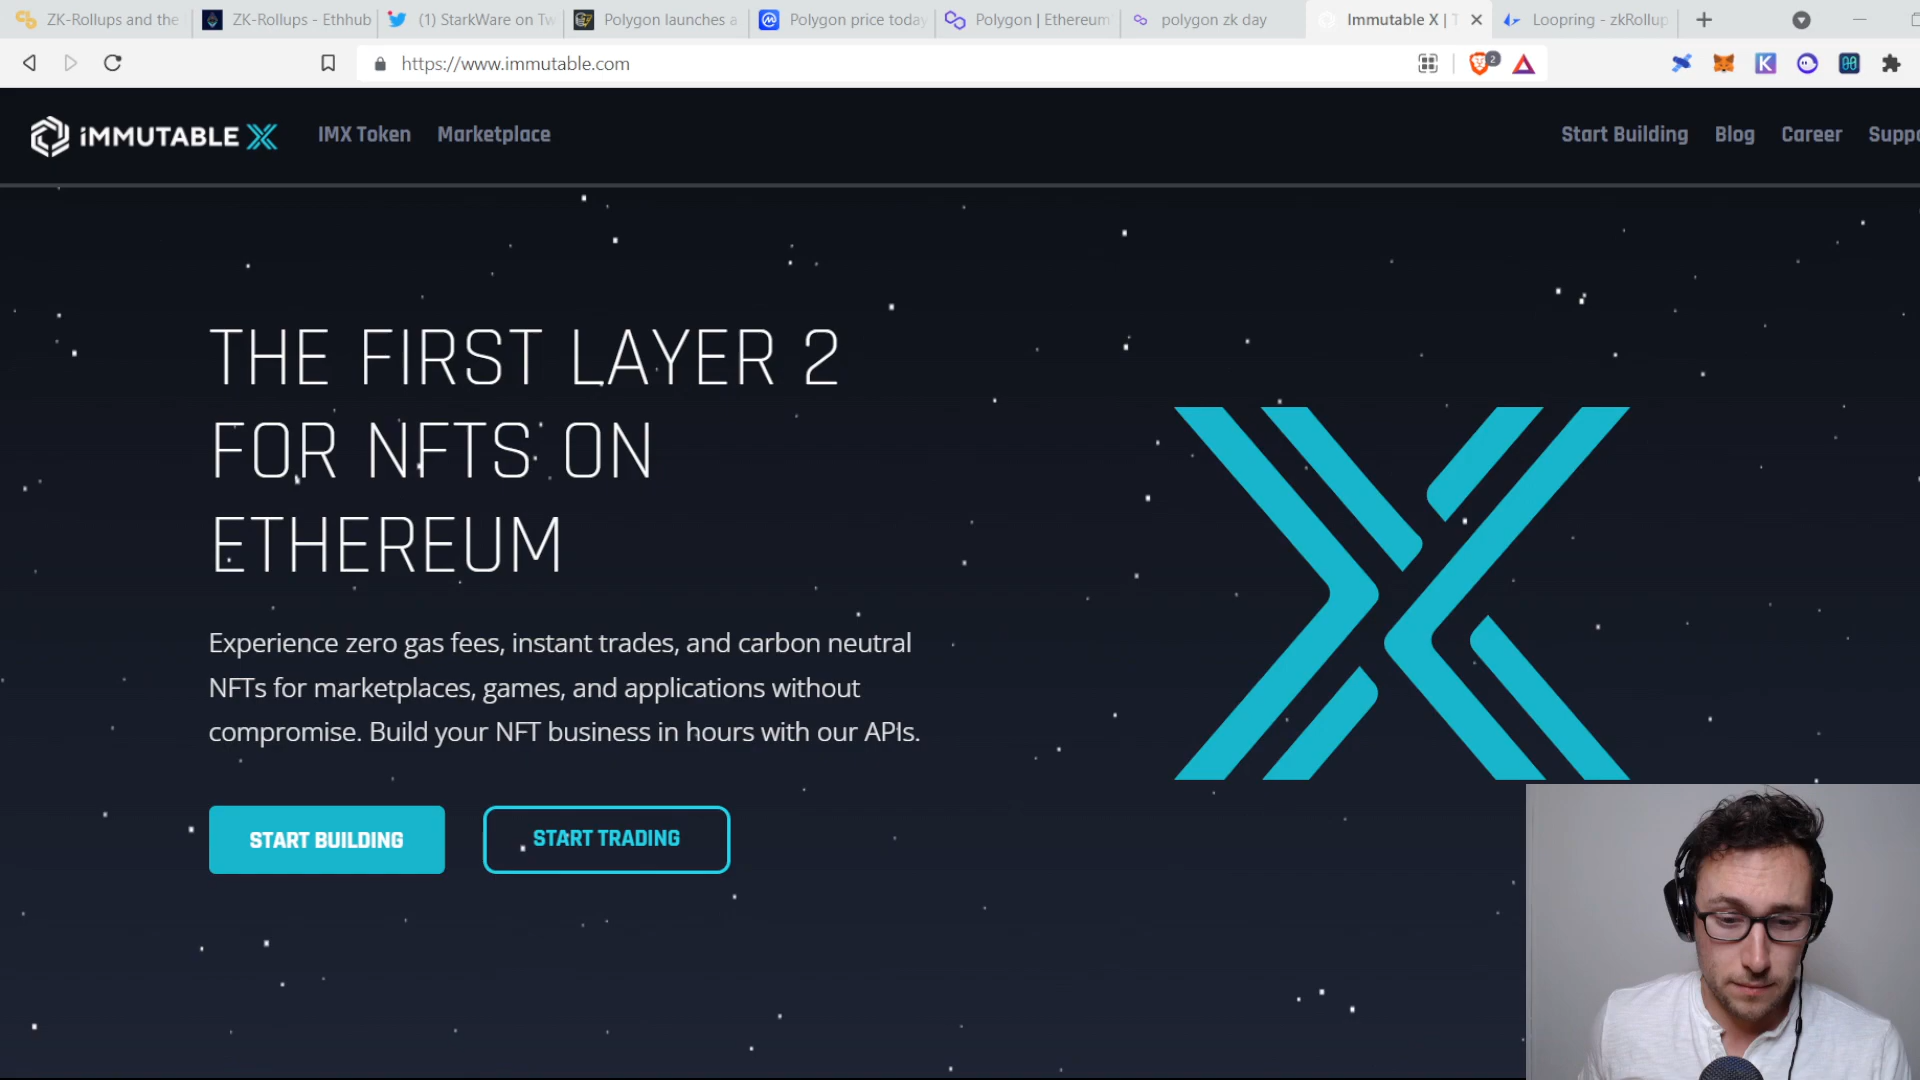 ZK-Rollups and the
ZK-Rollups - Ethhub
(1) StarkWare on Tw
Polygon launches a
Polygon price today
Polygon | Ethereum
polygon zk day
Immutable X | T
Loopring - zkRollup
https://www.immutable.com
2
K
iMMUTABLE X
IMX Token
Marketplace
Start Building
Blog
Career
Suppo
THE FIRST LAYER 2
FOR NFTS ON
ETHEREUM
Experience zero gas fees, instant trades, and carbon neutral
NFTs for marketplaces, games, and applications without
compromise. Build your NFT business in hours with our APIs.
START BUILDING
START TRADING